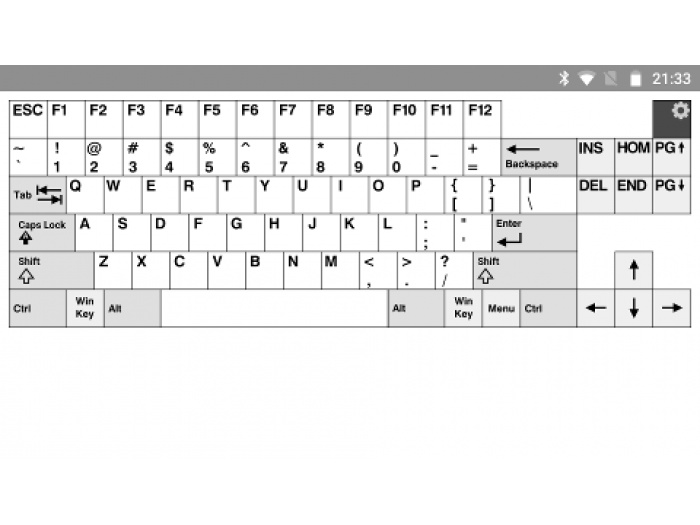 21:33
ESC F1 F2 F3 F4 F5 F6 F7 F8 F9 F10 F11 F12
~ ! @ # $ % ^ & * ( ) _ + INS HOM PG
` 1 2 3 4 5 6 7 8 9 0 - = Backspace
Tab Q W E R T Y U I O P { } | DEL END PG
[ ] \
Caps Lock A S D F G H J K L : " Enter
; '
Shift Z X C V B N M < > ? Shift
, . /
Ctrl Win Key Alt Alt Win Key Menu Ctrl